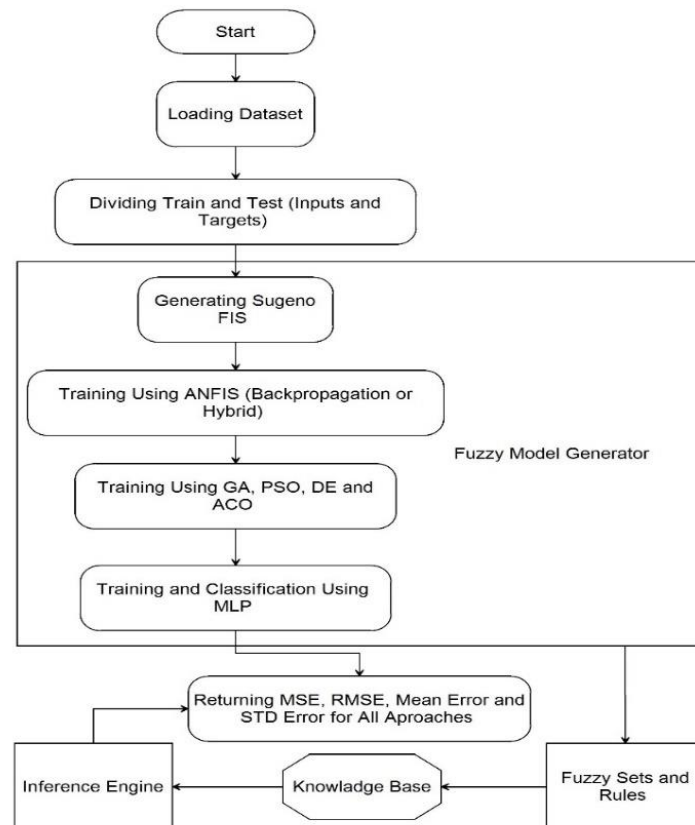 Start
Loading Dataset
Dividing Train and Test (Inputs and
Targets)
Generating Sugeno
FIS
Training Using ANFIS (Backpropagation or
Hybrid)
Fuzzy Model Generator
Training Using GA, PSO, DE and
ACO
Training and Classification Using
MLP
Returning MSE, RMSE, Mean Error and
STD Error for All Aproaches
Inference Engine
Knowladge Base
Fuzzy Sets and
Rules